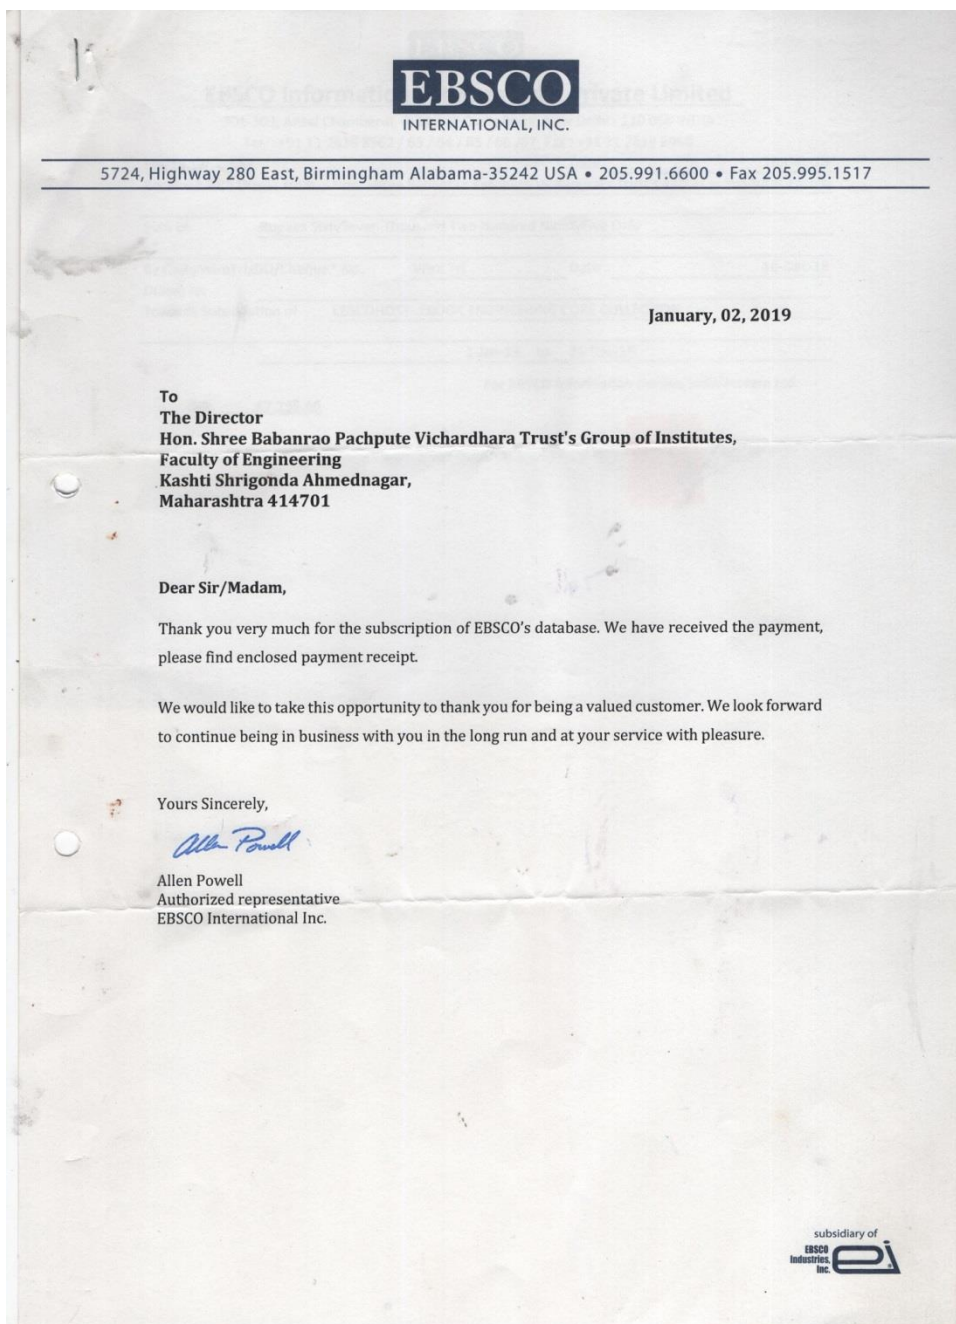 EBSCO
INTERNATIONAL, INC.
5724, Highway 280 East, Birmingham Alabama-35242 USA • 205.991.6600 • Fax 205.995.1517
January, 02, 2019
To
The Director
Hon. Shree Babanrao Pachpute Vichardhara Trust's Group of Institutes,
Faculty of Engineering
Kashti Shrigonda Ahmednagar,
Maharashtra 414701
Dear Sir/Madam,
Thank you very much for the subscription of EBSCO's database. We have received the payment,
please find enclosed payment receipt.
We would like to take this opportunity to thank you for being a valued customer. We look forward
to continue being in business with you in the long run and at your service with pleasure.
Yours Sincerely,
Allen Powell
Allen Powell
Authorized representative
EBSCO International Inc.
subsidiary of
EBSCO
Industries,
Inc.
ei